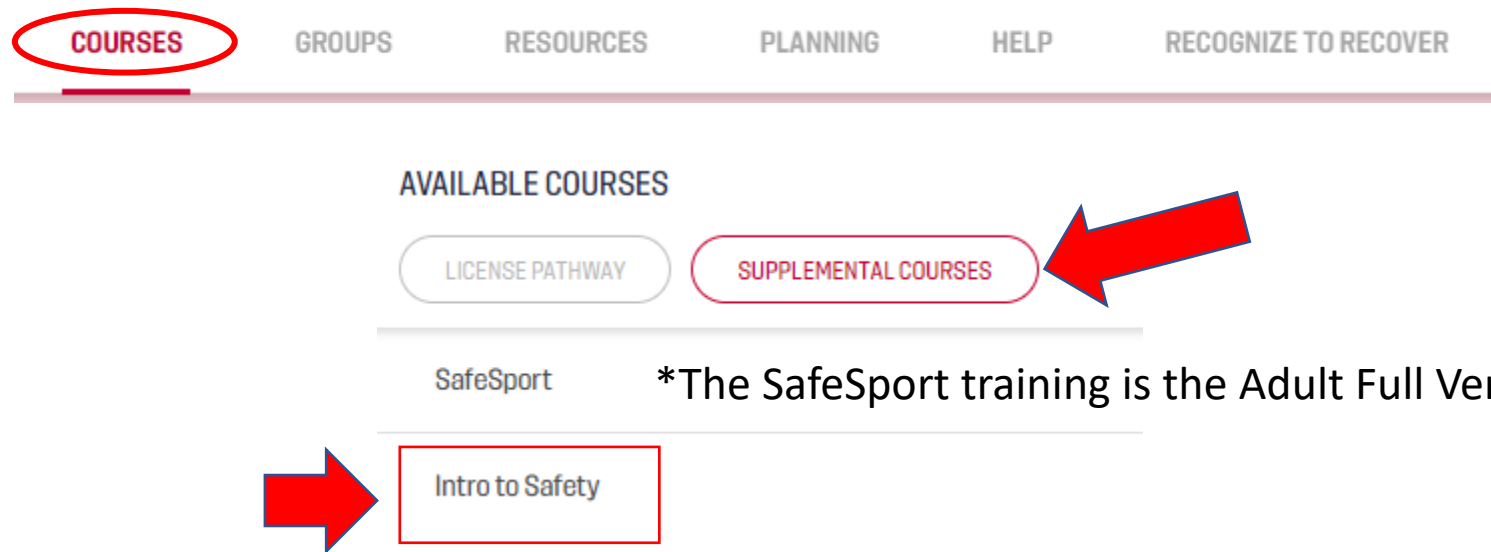 COURSES GROUPS RESOURCES PLANNING HELP RECOGNIZE TO RECOVER
AVAILABLE COURSES
LICENSE PATHWAY SUPPLEMENTAL COURSES
SafeSport *The SafeSport training is the Adult Full
Intro to Safety